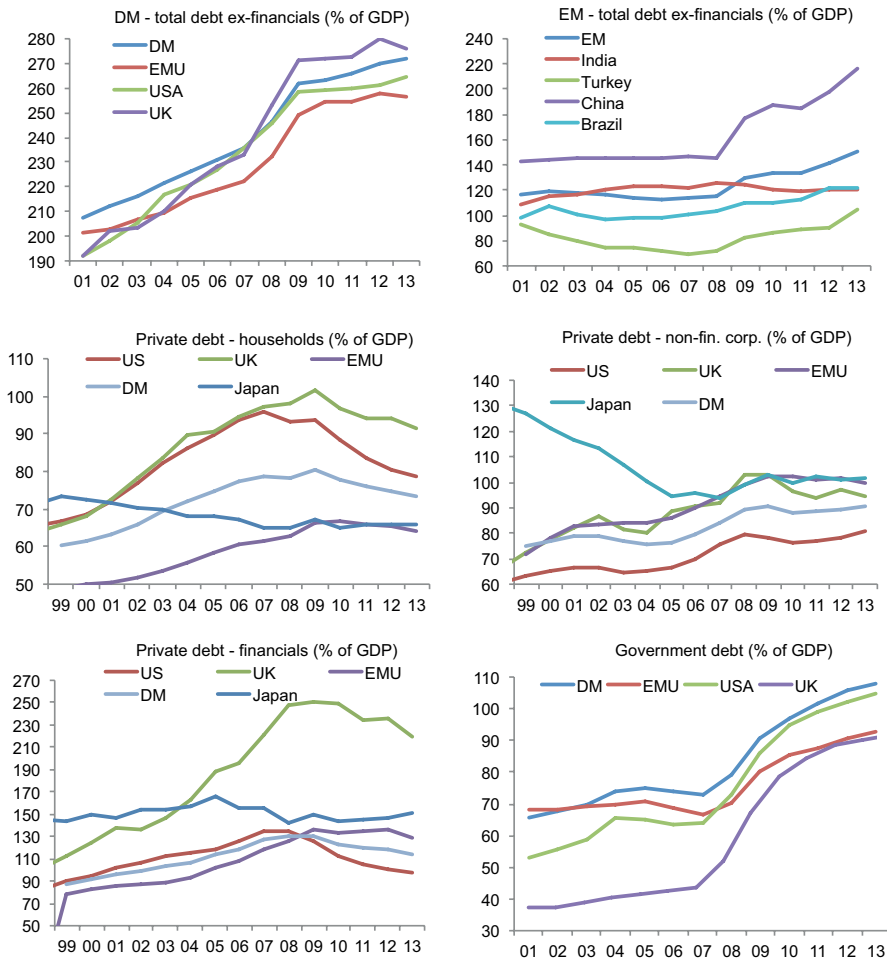 DM - total debt ex-financials (% of GDP)
280
270
260
250
240
230
220
210
200
190
DM
EMU
USA
UK
01 02 03 04 05 06 07 08 09 10 11 12 13
EM - total debt ex-financials (% of GDP)
240
220
200
180
160
140
120
100
80
60
EM
India
Turkey
China
Brazil
01 02 03 04 05 06 07 08 09 10 11 12 13
Private debt - households (% of GDP)
110
100
90
80
70
60
50
US UK EMU
DM Japan
99 00 01 02 03 04 05 06 07 08 09 10 11 12 13
Private debt - non-fin. corp. (% of GDP)
140
130
120
110
100
90
80
70
60
US UK EMU
Japan DM
99 00 01 02 03 04 05 06 07 08 09 10 11 12 13
Private debt - financials (% of GDP)
270
250
230
210
190
170
150
130
110
90
70
50
US UK EMU
DM Japan
99 00 01 02 03 04 05 06 07 08 09 10 11 12 13
Government debt (% of GDP)
110
100
90
80
70
60
50
40
30
DM EMU USA UK
01 02 03 04 05 06 07 08 09 10 11 12 13